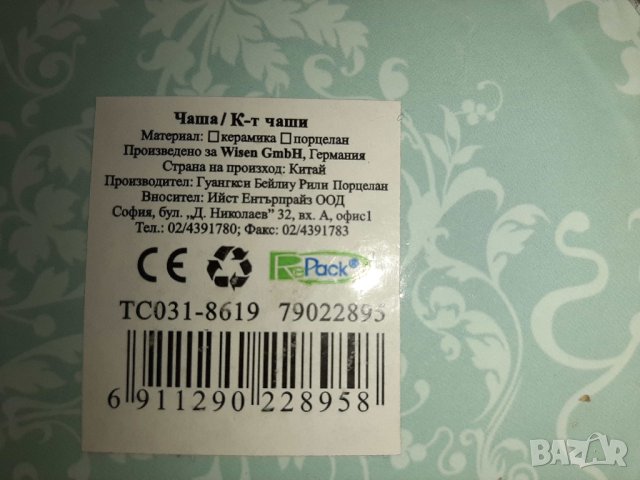 Чаша/ К-т чаши
Материал: ☐керамика ☐порцелан
Произведено за Wisen GmbH, Германия
Страна на произход: Китай
Производител: Гуангкси Бейлиу Рили Порцелан
Вносител: Ийст Ентърпрайз ООД
София, бул. „Д. Николаев” 32, вх. А, офис1
Тел.: 02/4391780; Факс: 02/4391783
CE RePack®
TC031-8619 79022895
6 911290 228958
BAZAR